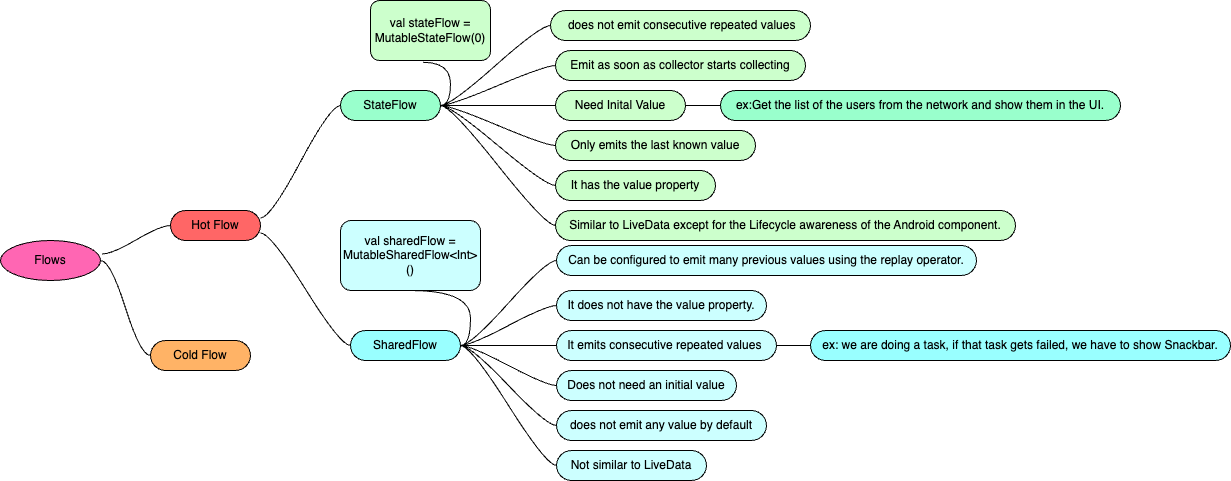 Flows
Hot Flow
Cold Flow
StateFlow
val stateFlow =
MutableStateFlow(0)
does not emit consecutive repeated values
Emit as soon as collector starts collecting
Need Inital Value
ex:Get the list of the users from the network and show them in the UI.
Only emits the last known value
It has the value property
Similar to LiveData except for the Lifecycle awareness of the Android component.
SharedFlow
val sharedFlow =
MutableSharedFlow<Int>
()
Can be configured to emit many previous values using the replay operator.
It does not have the value property.
It emits consecutive repeated values
ex: we are doing a task, if that task gets failed, we have to show Snackbar.
Does not need an initial value
does not emit any value by default
Not similar to LiveData